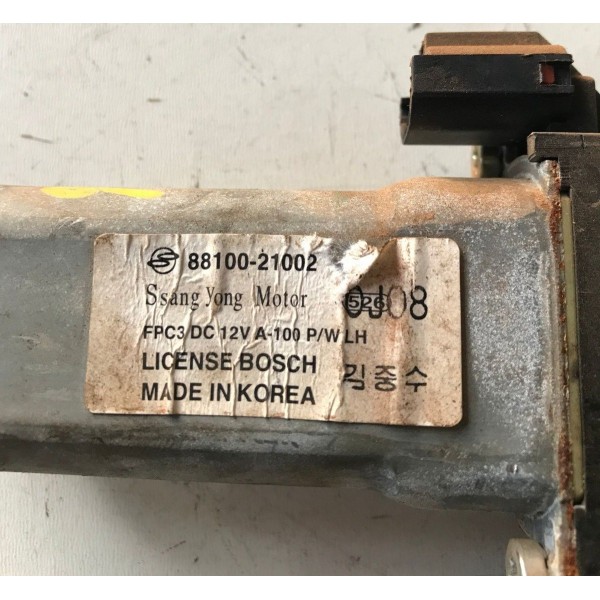 88100-21002
Ssang Yong Motor 526 0J08
FPC3 DC 12V A-100 P/W LH
LICENSE BOSCH 김중수
MADE IN KOREA